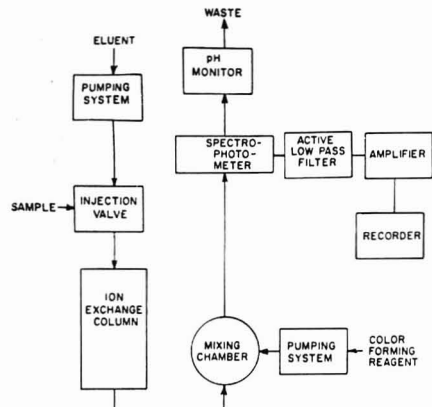 WASTE
ELUENT
pH
MONITOR
PUMPING
SYSTEM
SPECTRO-
PHOTO-
METER
ACTIVE
LOW PASS
FILTER
AMPLIFIER
SAMPLE
INJECTION
VALVE
RECORDER
ION
EXCHANGE
COLUMN
MIXING
CHAMBER
PUMPING
SYSTEM
COLOR
FORMING
REAGENT